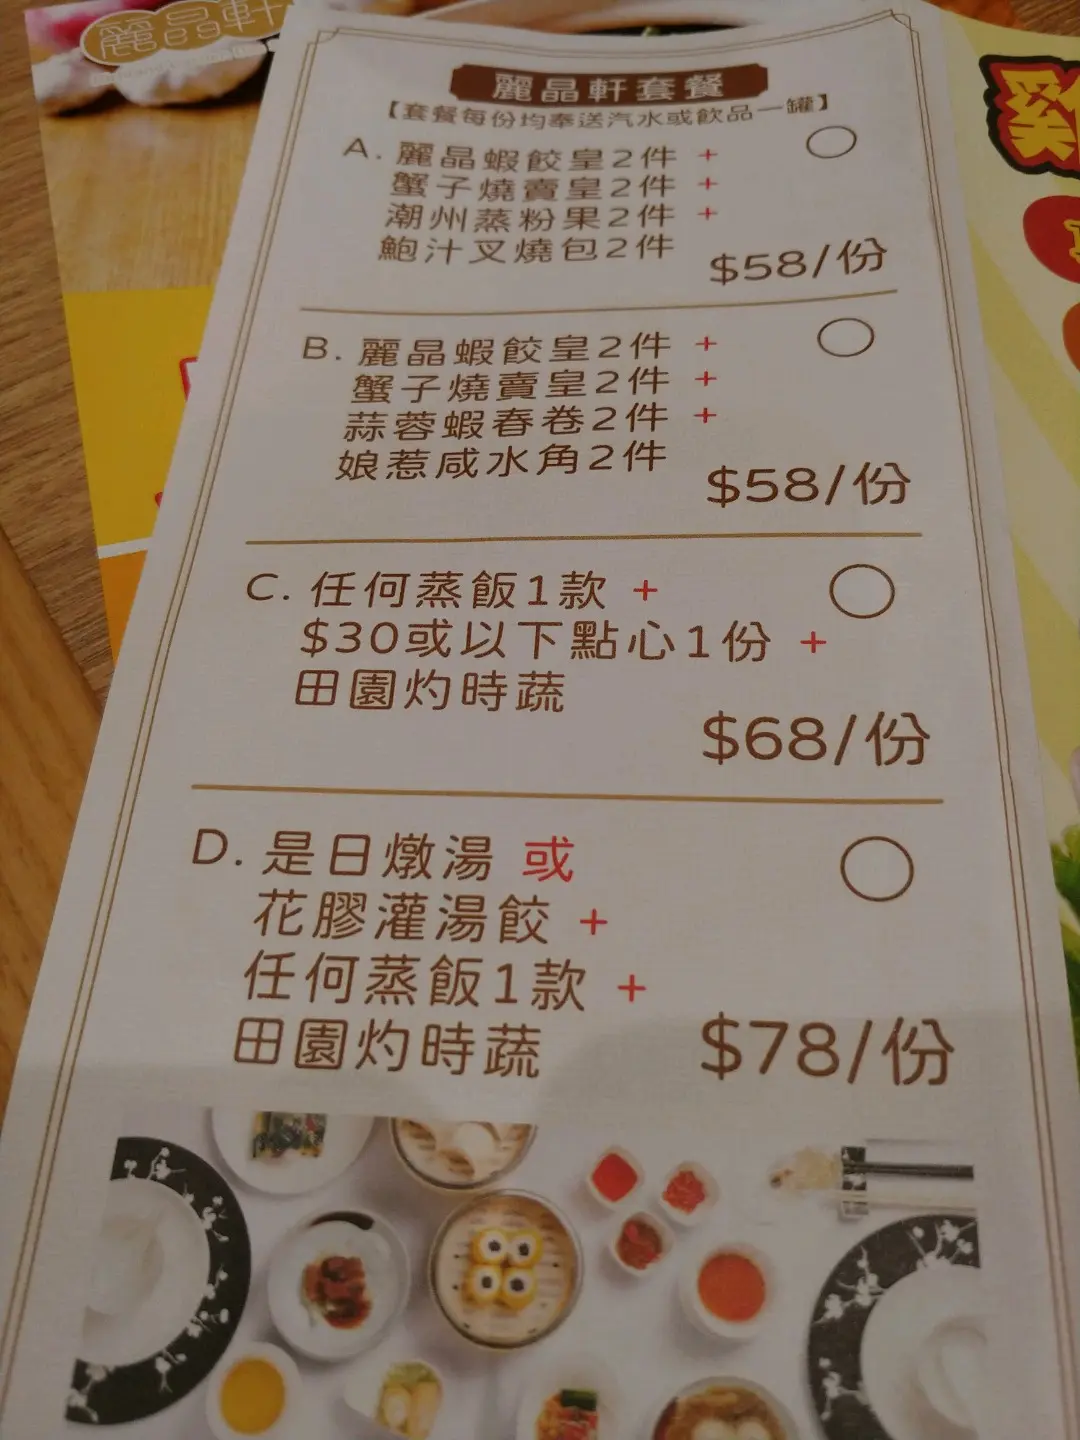 麗晶軒
麗晶軒套餐
【套餐每份均奉送汽水或飲品一罐】
A. 麗晶蝦餃皇2件 +
蟹子燒賣皇2件 +
潮州蒸粉果2件 +
鮑汁叉燒包2件
$58/份
B. 麗晶蝦餃皇2件 +
蟹子燒賣皇2件 +
蒜蓉蝦春卷2件 +
娘惹咸水角2件
$58/份
C. 任何蒸飯1款 +
$30或以下點心1份 +
田園灼時蔬
$68/份
D. 是日燉湯 或
花膠灌湯餃 +
任何蒸飯1款 +
田園灼時蔬
$78/份